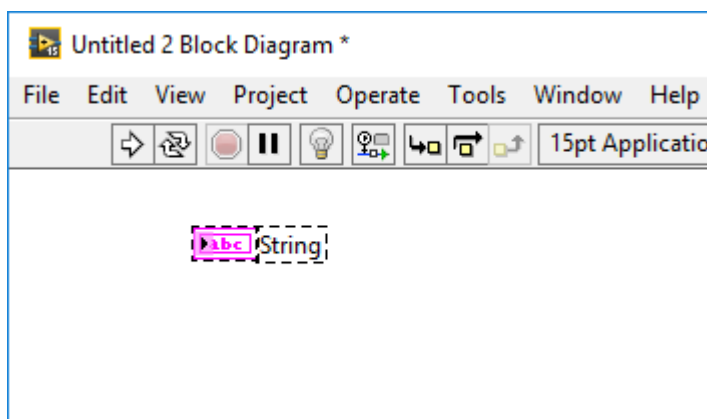 Untitled 2 Block Diagram *
File Edit View Project Operate Tools Window Help
15pt Applicatio
abc String